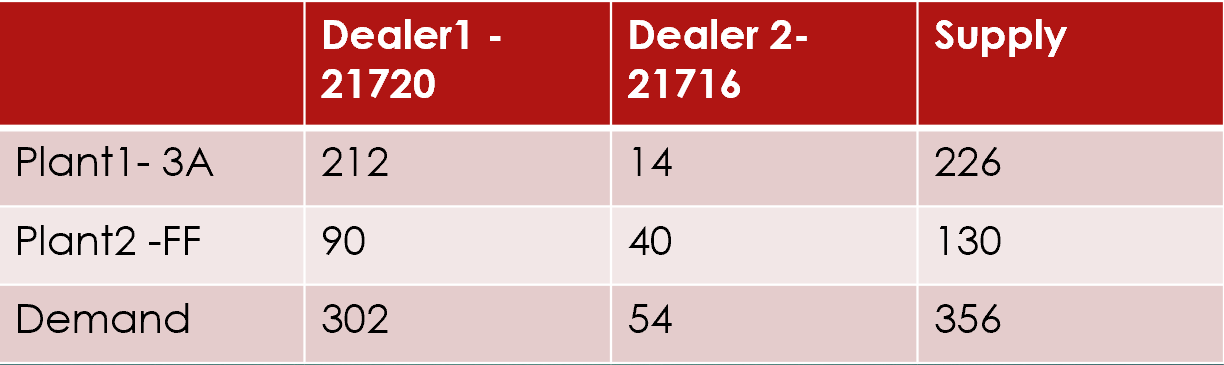 Dealer1 - Dealer 2- Supply
21720 21716
Plant1- 3A 212 14 226
Plant2 -FF 90 40 130
Demand 302 54 356